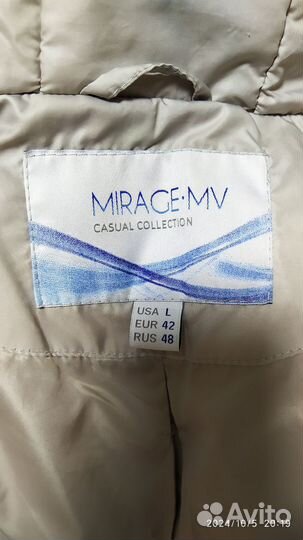 MIRAGE·MV
CASUAL COLLECTION
USA L
EUR 42
RUS 48
2024/10/5 20:19
Avito